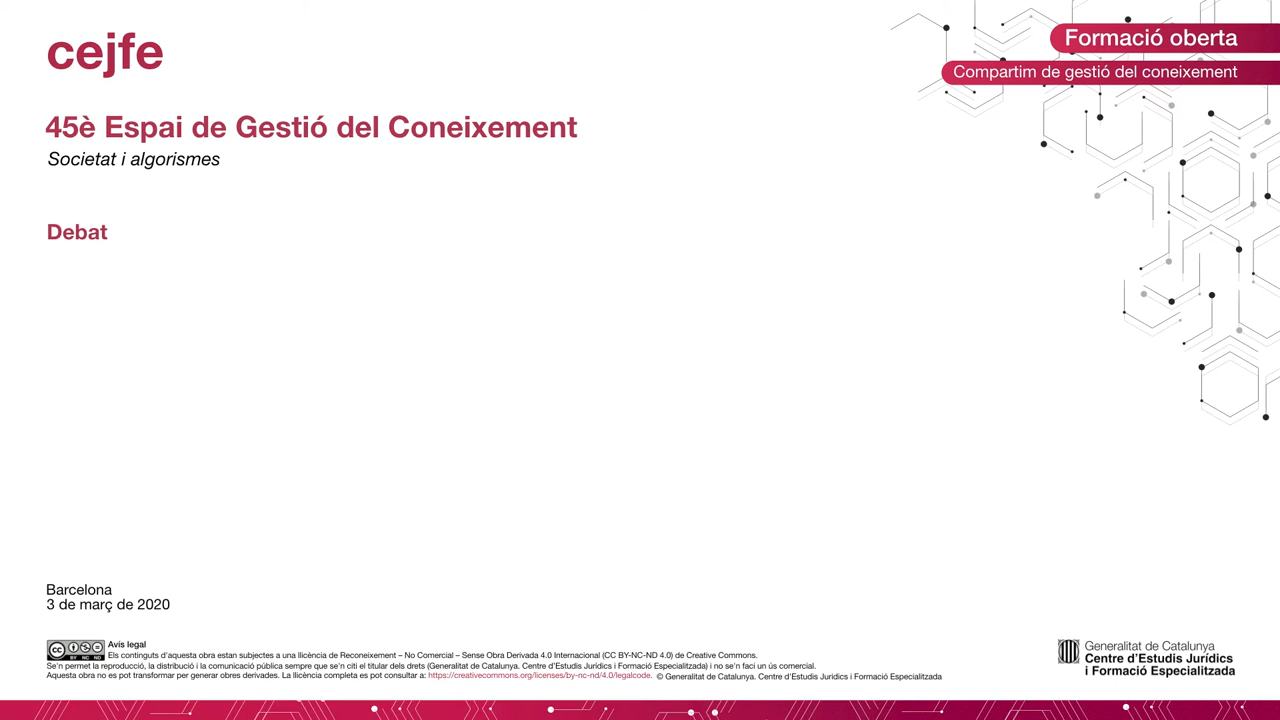 cejfe
Formació oberta
Compartim de gestió del coneixement
45è Espai de Gestió del Coneixement
Societat i algorismes
Debat
Barcelona
3 de març de 2020
cc BY NC ND
Avís legal
Els continguts d'aquesta obra estan subjectes a una llicència de Reconeixement – No Comercial – Sense Obra Derivada 4.0 Internacional (CC BY-NC-ND 4.0) de Creative Commons.
Se'n permet la reproducció, la distribució i la comunicació pública sempre que se'n citi el titular dels drets (Generalitat de Catalunya. Centre d'Estudis Jurídics i Formació Especialitzada) i no se'n faci un ús comercial.
Aquesta obra no es pot transformar per generar obres derivades. La llicència completa es pot consultar a: https://creativecommons.org/licenses/by-nc-nd/4.0/legalcode. © Generalitat de Catalunya. Centre d'Estudis Jurídics i Formació Especialitzada
Generalitat de Catalunya
Centre d'Estudis Jurídics
i Formació Especialitzada